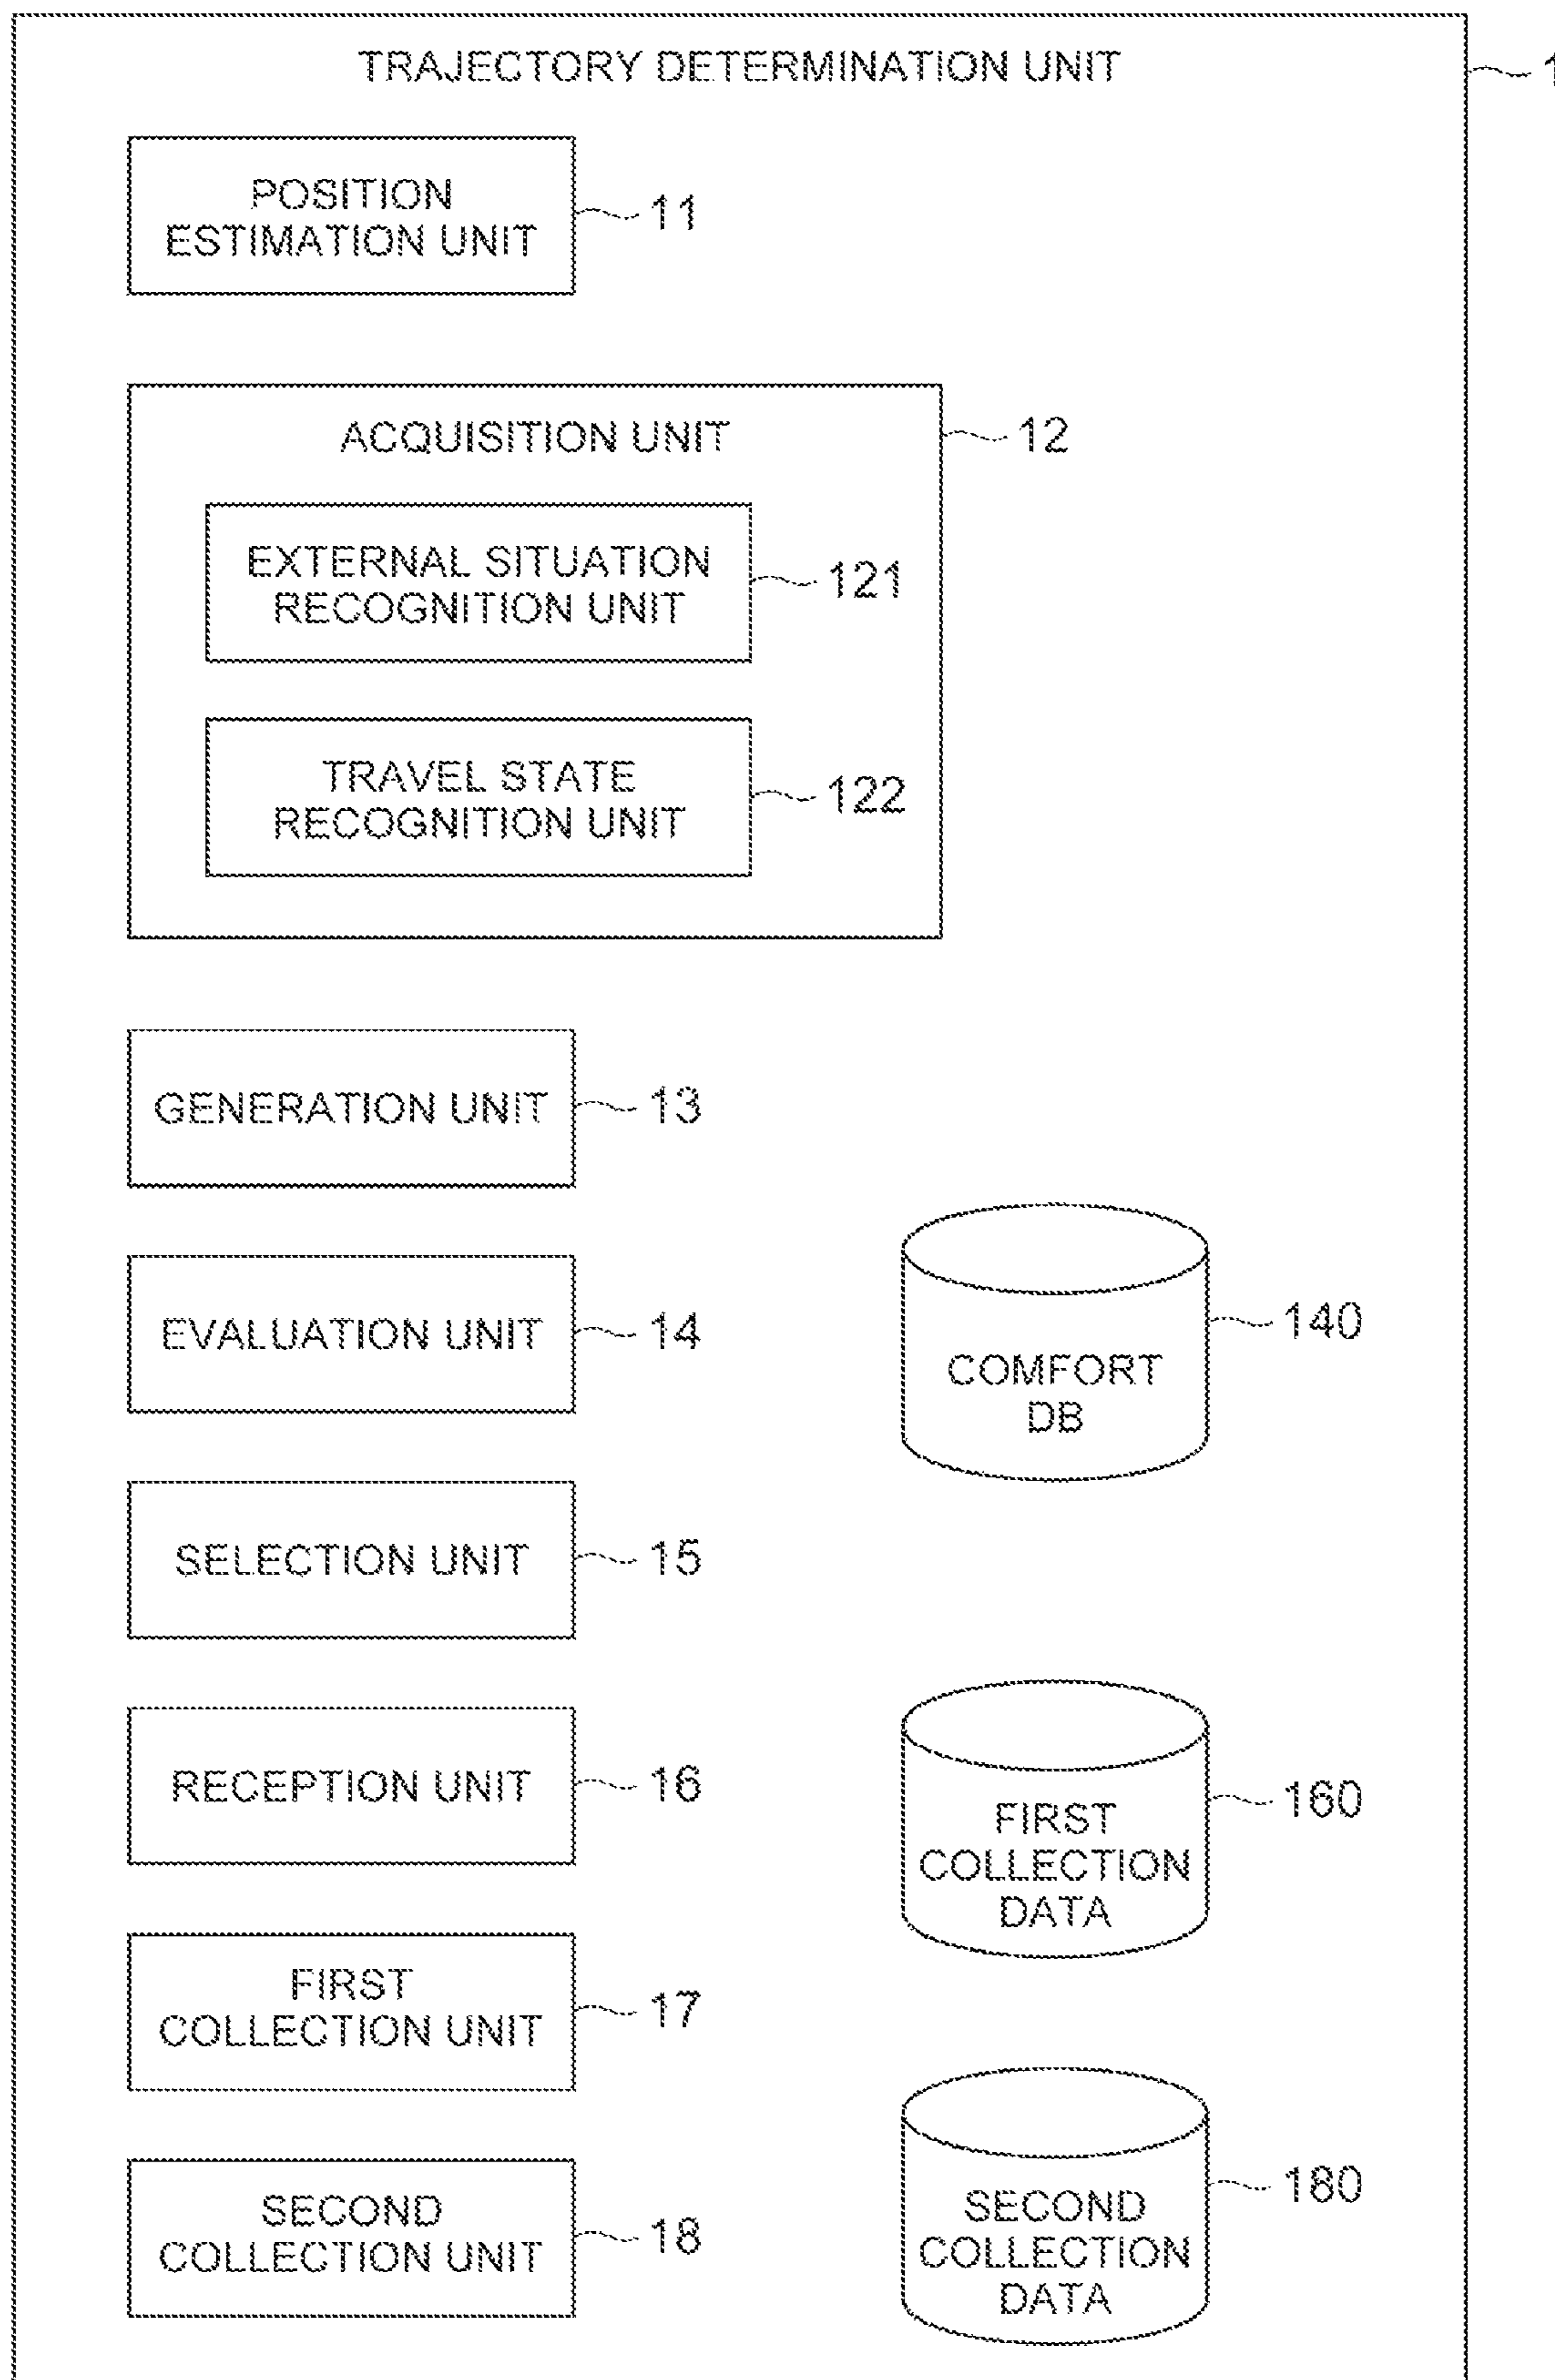 TRAJECTORY DETERMINATION UNIT
1
POSITION
ESTIMATION UNIT
11
ACQUISITION UNIT
12
EXTERNAL SITUATION
RECOGNITION UNIT
121
TRAVEL STATE
RECOGNITION UNIT
122
GENERATION UNIT
13
EVALUATION UNIT
14
COMFORT
DB
140
SELECTION UNIT
15
RECEPTION UNIT
16
FIRST
COLLECTION
DATA
160
FIRST
COLLECTION UNIT
17
SECOND
COLLECTION UNIT
18
SECOND
COLLECTION
DATA
180